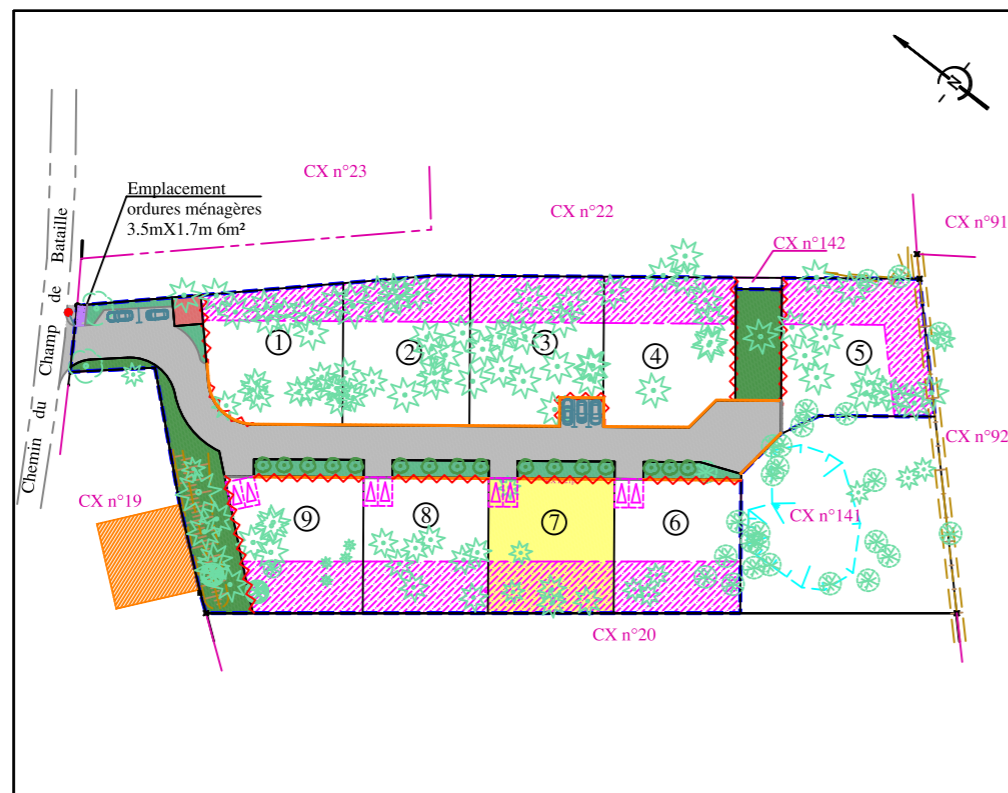 N
CX n°91
CX n°23
CX n°22
Emplacement
ordures ménagères
3.5mX1.7m 6m²
CX n°142
Chemin du Champ de Bataille
1
2
3
4
5
CX n°92
CX n°19
CX n°141
9
8
7
6
CX n°20